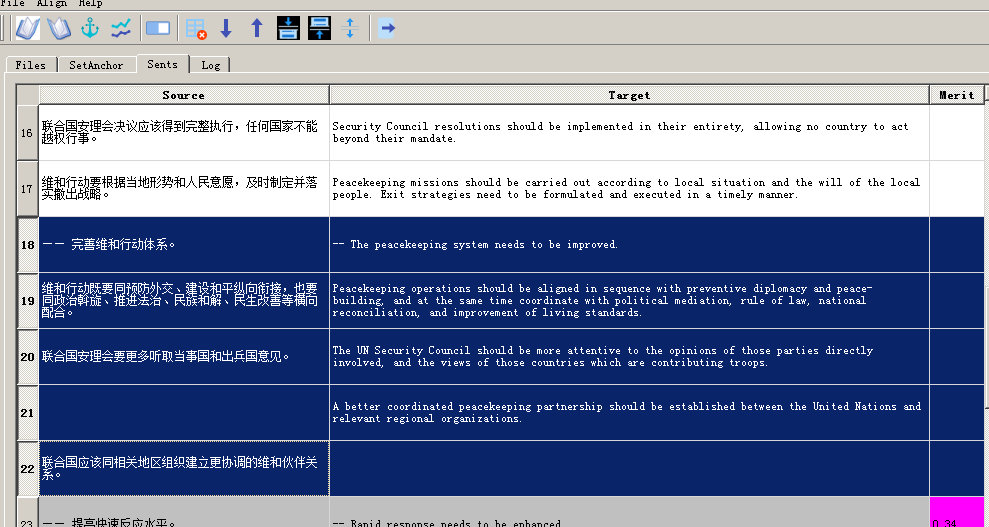 File Align Help
Files SetAnchor Sents Log
Source Target Merit
16
联合国安理会决议应该得到完整执行，任何国家不能
越权行事。
Security Council resolutions should be implemented in their entirety, allowing no country to act
beyond their mandate.
17
维和行动要根据当地形势和人民意愿，及时制定并落
实撤出战略。
Peacekeeping missions should be carried out according to local situation and the will of the local
people. Exit strategies need to be formulated and executed in a timely manner.
18
—— 完善维和行动体系。
-- The peacekeeping system needs to be improved.
19
维和行动既要同预防外交、建设和平纵向衔接，也要
同政治斡旋、推进法治、民族和解、民生改善等横向
配合。
Peacekeeping operations should be aligned in sequence with preventive diplomacy and peace-
building, and at the same time coordinate with political mediation, rule of law, national
reconciliation, and improvement of living standards.
20
联合国安理会要更多听取当事国和出兵国意见。
The UN Security Council should be more attentive to the opinions of those parties directly
involved, and the views of those countries which are contributing troops.
21
A better coordinated peacekeeping partnership should be established between the United Nations and
relevant regional organizations.
22
联合国应该同相关地区组织建立更协调的维和伙伴关
系。
23
—— 提高快速反应水平。
-- Rapid response needs to be enhanced
0.34